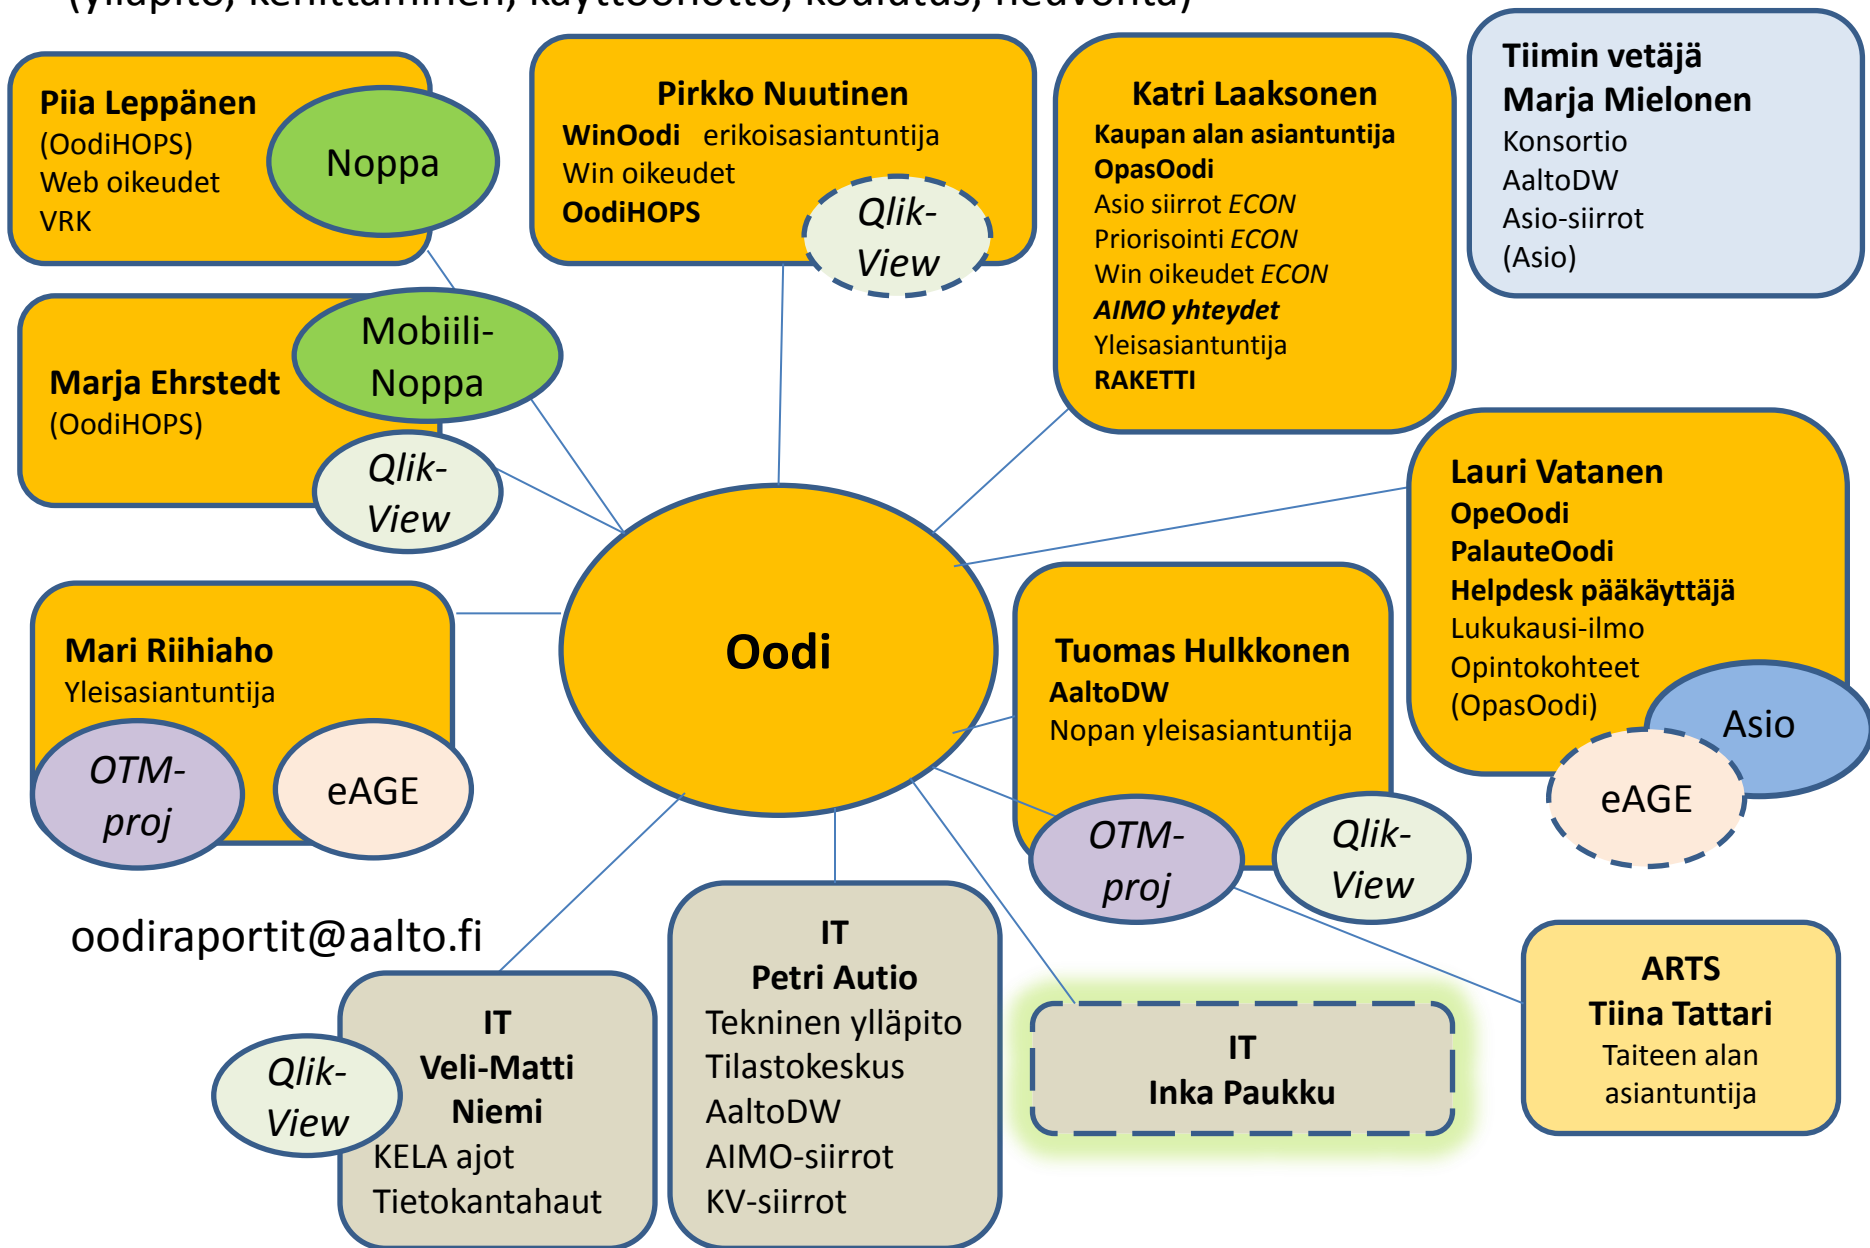 (ylläpito, kehittäminen, käyttöönotto, koulutus, neuvonta)
Piia Leppänen
(OodiHOPS)
Web oikeudet
VRK
Noppa
Pirkko Nuutinen
WinOodi erikoisasiantuntija
Win oikeudet
OodiHOPS
Qlik-
View
Katri Laaksonen
Kaupan alan asiantuntija
OpasOodi
Asio siirrot ECON
Priorisointi ECON
Win oikeudet ECON
AIMO yhteydet
Yleisasiantuntija
RAKETTI
Tiimin vetäjä
Marja Mielonen
Konsortio
AaltoDW
Asio-siirrot
(Asio)
Marja Ehrstedt
(OodiHOPS)
Mobiili-
Noppa
Qlik-
View
Lauri Vatanen
OpeOodi
PalauteOodi
Helpdesk pääkäyttäjä
Lukukausi-ilmo
Opintokohteet
(OpasOodi)
Asio
eAGE
Mari Riihiaho
Yleisasiantuntija
OTM-
proj
eAGE
Oodi
Tuomas Hulkkonen
AaltoDW
Nopan yleisasiantuntija
OTM-
proj
Qlik-
View
oodiraportit@aalto.fi
IT
Veli-Matti
Niemi
KELA ajot
Tietokantahaut
Qlik-
View
IT
Petri Autio
Tekninen ylläpito
Tilastokeskus
AaltoDW
AIMO-siirrot
KV-siirrot
IT
Inka Paukku
ARTS
Tiina Tattari
Taiteen alan
asiantuntija